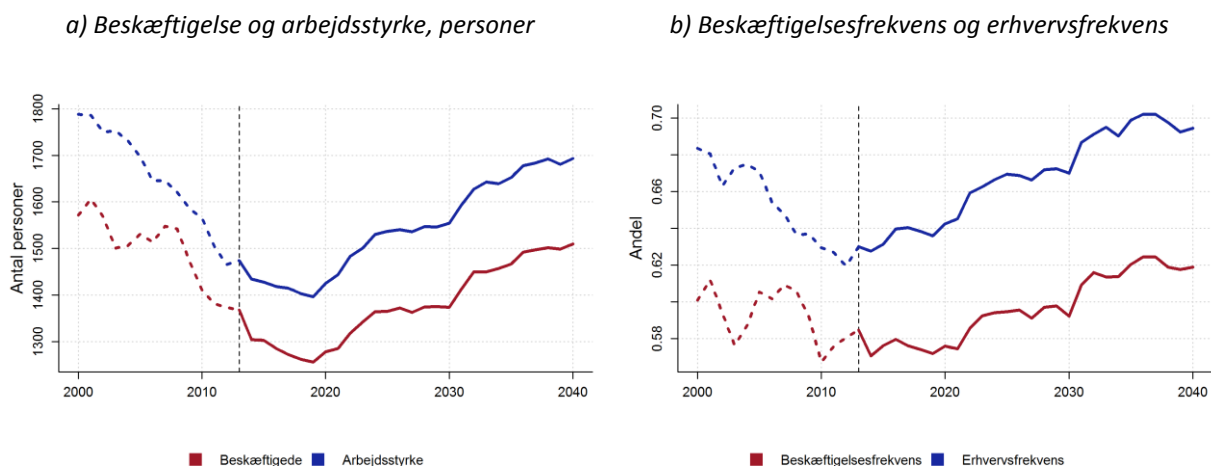 a) Beskæftigelse og arbejdsstyrke, personer
Antal personer
1800
1700
1600
1500
1400
1300
2000 2010 2020 2030 2040
Beskæftigede Arbejdsstyrke
b) Beskæftigelsesfrekvens og erhvervsfrekvens
Andel
0.70
0.66
0.62
0.58
2000 2010 2020 2030 2040
Beskæftigelsesfrekvens Erhvervsfrekvens